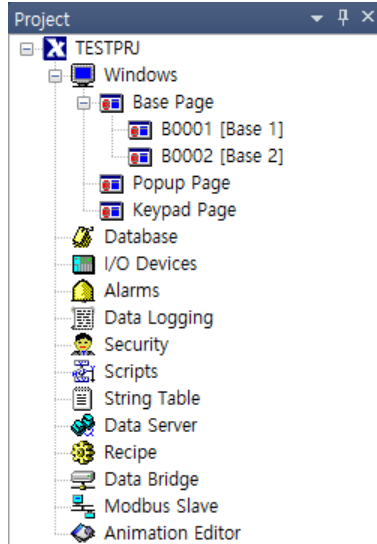 Project
TESTPRJ
Windows
Base Page
B0001 [Base 1]
B0002 [Base 2]
Popup Page
Keypad Page
Database
I/O Devices
Alarms
Data Logging
Security
Scripts
String Table
Data Server
Recipe
Data Bridge
Modbus Slave
Animation Editor